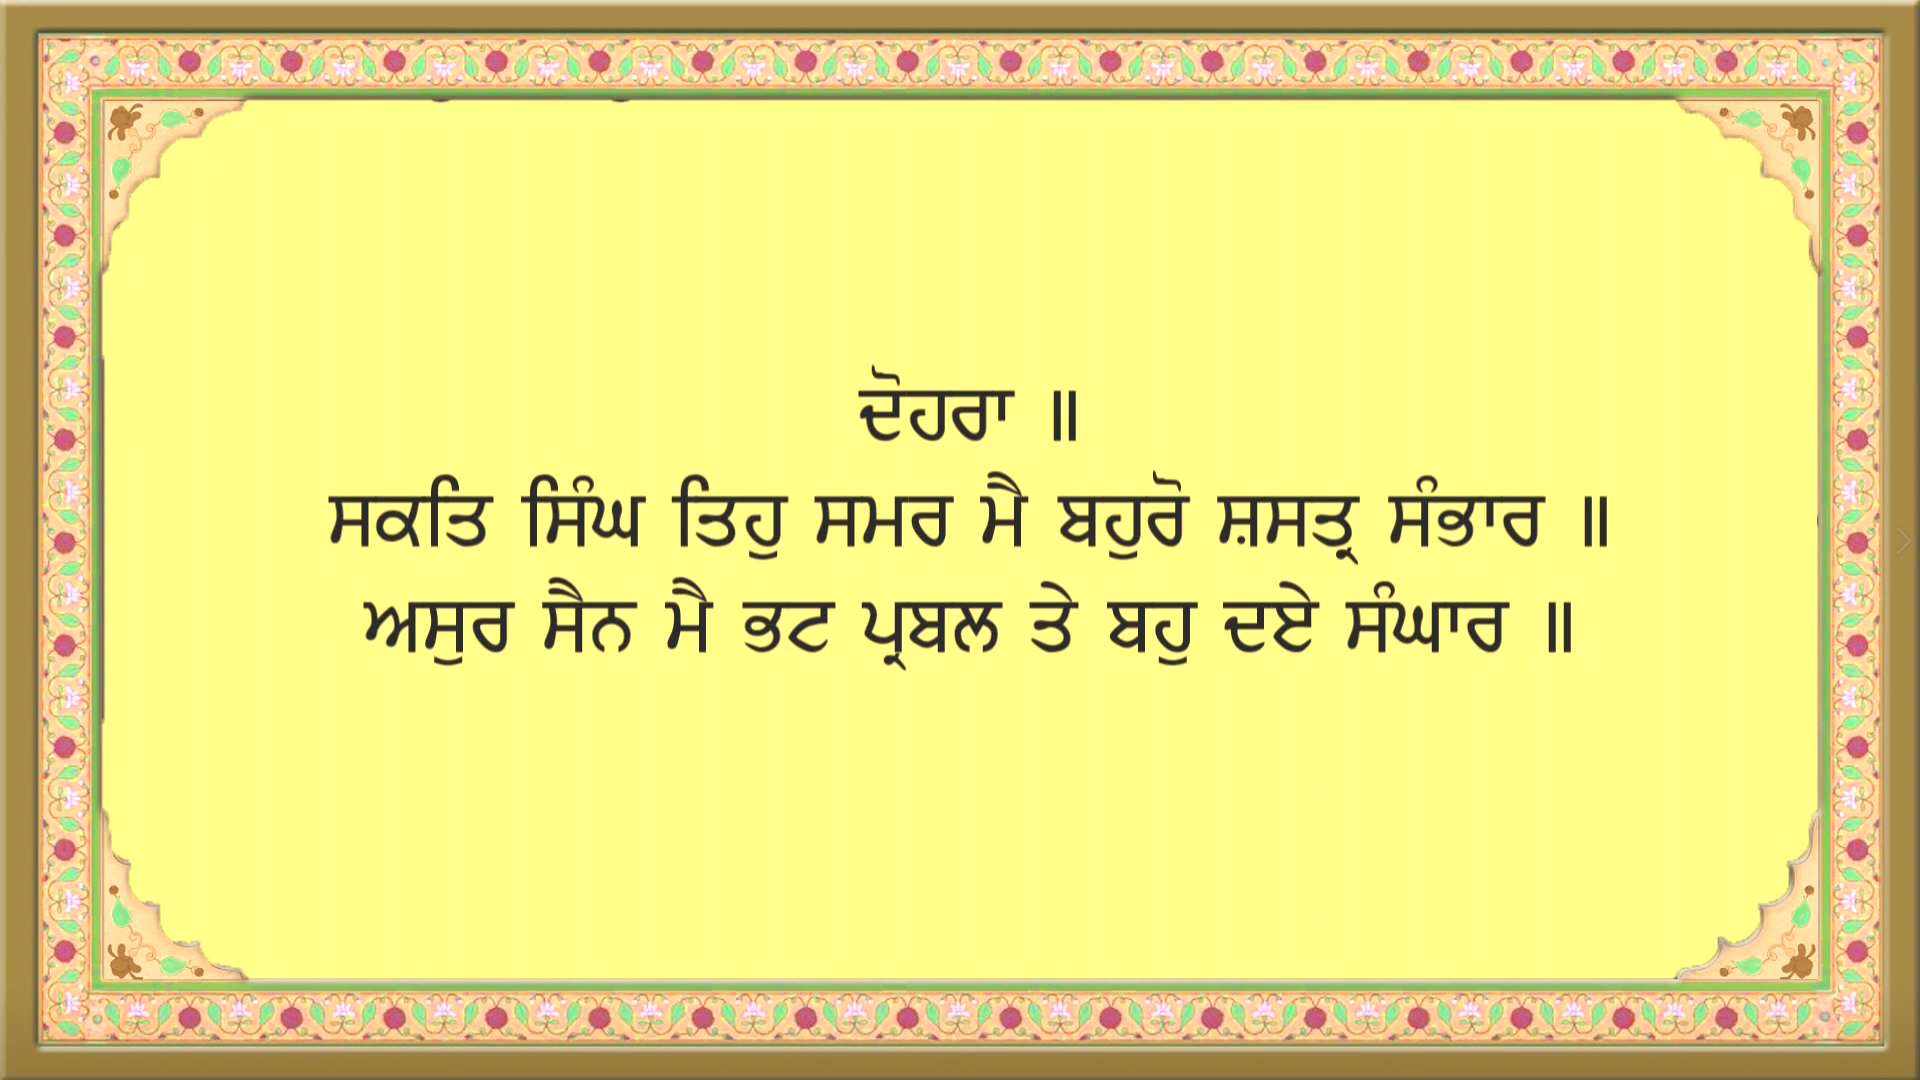 ਦੋਹਰਾ ॥
ਸਕਤਿ ਸਿੰਘ ਤਿਹੁ ਸਮਰ ਮੈ ਬਹੁਰੋ ਸ਼ਸਤ੍ਰ ਸੰਭਾਰ ॥
ਅਸੁਰ ਸੈਨ ਮੈ ਭਟ ਪ੍ਰਬਲ ਤੇ ਬਹੁ ਦਏ ਸੰਘਾਰ ॥